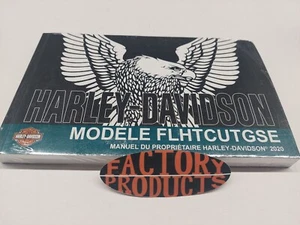 HARLEY-DAVIDSON
MODÈLE FLHTCUTGSE
MANUEL DU PROPRIÉTAIRE HARLEY-DAVIDSON® 2020
FACTORY
PRODUCTS